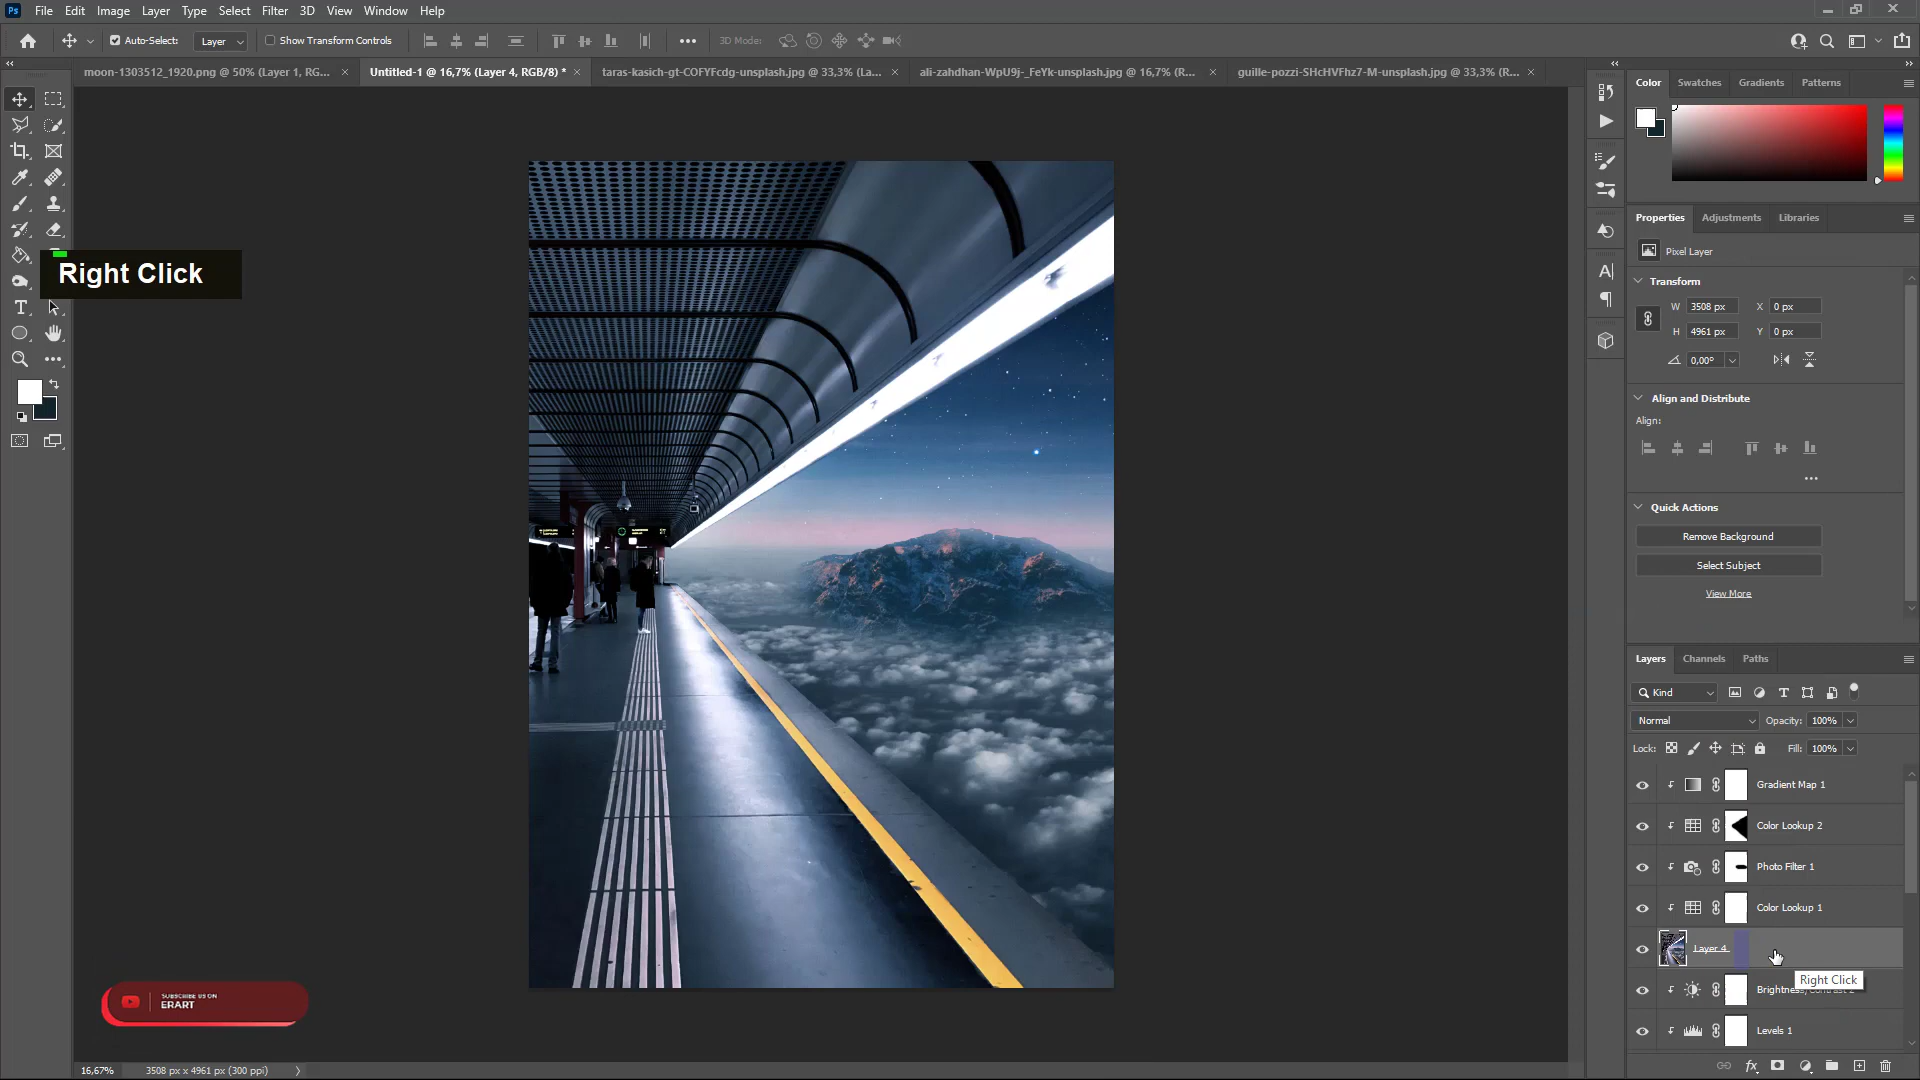 Ps File Edit Image Layer Type Select Filter 3D View Window Help
Auto-Select: Layer Show Transform Controls 3D Mode:
moon-1303512_1920.png @ 50% (Layer 1, RG... Untitled-1 @ 16,7% (Layer 4, RGB/8) * taras-kasich-gt-COFYFcdg-unsplash.jpg @ 33,3% (La... ali-zahdhan-WpU9j-_FeYk-unsplash.jpg @ 16,7% (R... guille-pozzi-SHcHVFhz7-M-unsplash.jpg @ 33,3% (R...
Color Swatches Gradients Patterns
Right Click
Properties Adjustments Libraries
Pixel Layer
Transform
W 3508 px X 0 px
H 4961 px Y 0 px
0,00°
Align and Distribute
Align:
Quick Actions
Remove Background
Select Subject
View More
Layers Channels Paths
Kind
Normal Opacity: 100%
Lock: Fill: 100%
Gradient Map 1
Color Lookup 2
Photo Filter 1
Color Lookup 1
Layer 4
Right Click
Levels 1
SUBSCRIBE US ON
ERART
16,67% 3508 px x 4961 px (300 ppi)